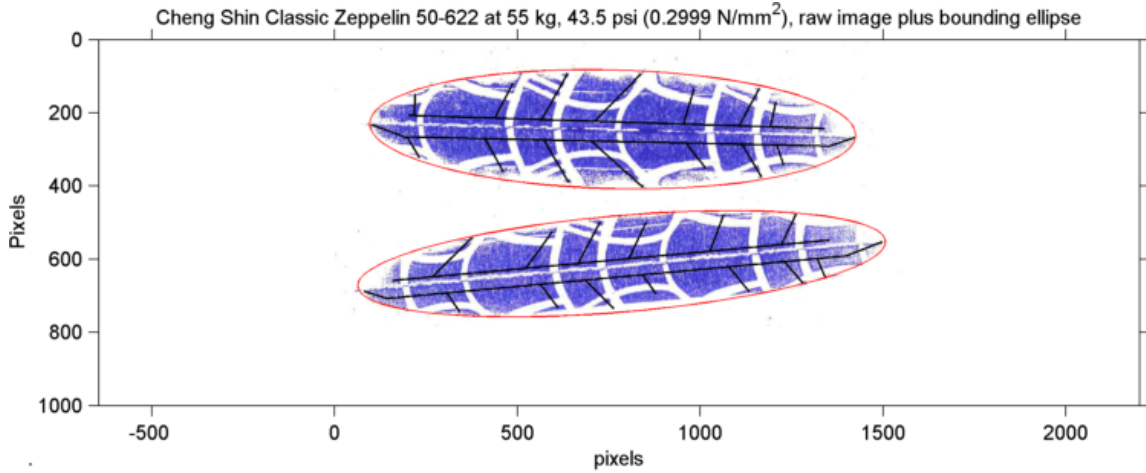 Cheng Shin Classic Zeppelin 50-622 at 55 kg, 43.5 psi (0.2999 N/mm²), raw image plus bounding ellipse
0
200
400
600
800
1000
Pixels
-500 0 500 1000 1500 2000
pixels